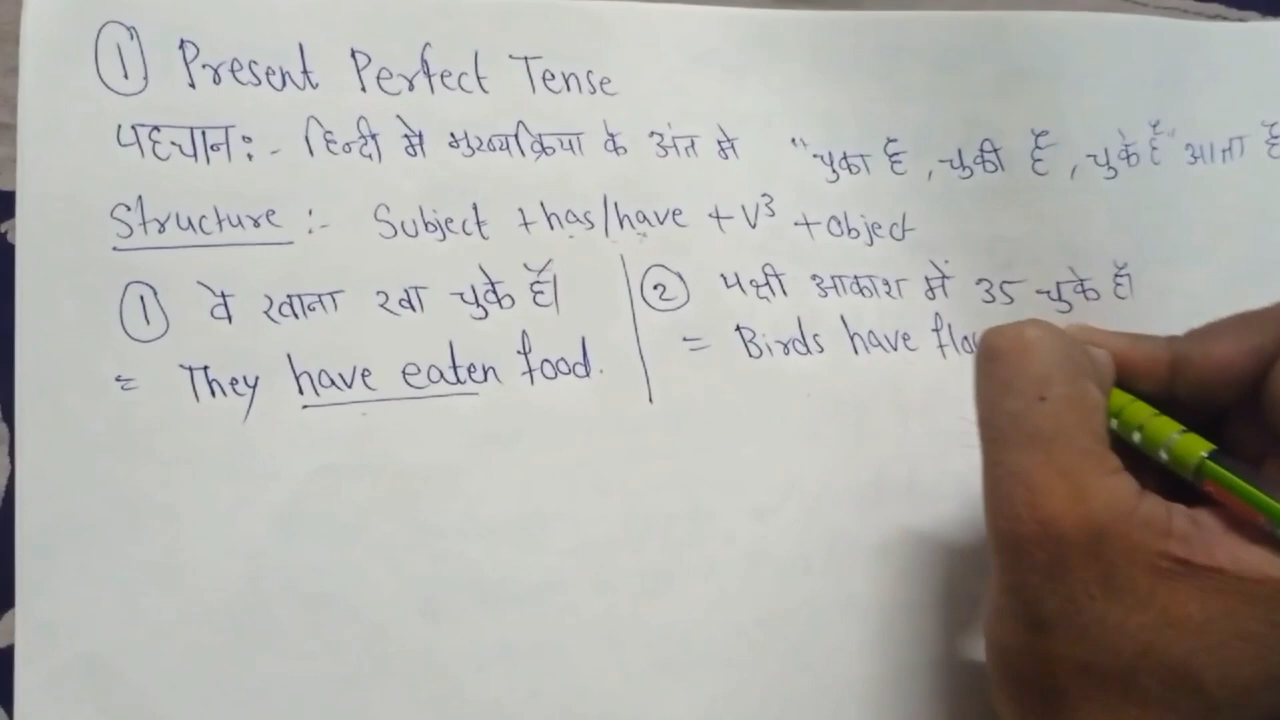 ① Present Perfect Tense
पहचान :- हिन्दी में मुख्यक्रिया के अंत में "चुका है, चुकी है, चुके हैं" आता है
Structure :- Subject + has/have + V³ + Object
① वे खाना खा चुके हैं।
= They have eaten food.
② पक्षी आकाश में उड़ चुके हैं
= Birds have